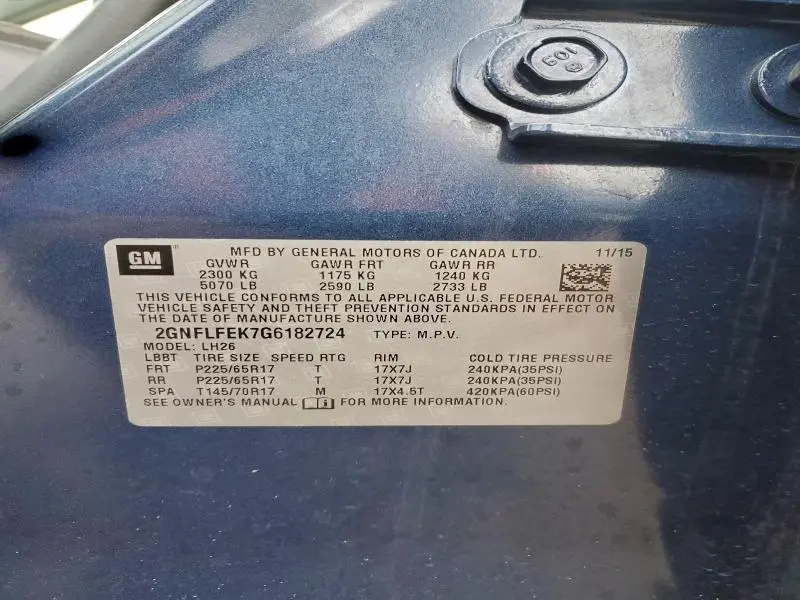 109
GM
MFD BY GENERAL MOTORS OF CANADA LTD. 11/15
GVWR GAWR FRT GAWR RR
2300 KG 1175 KG 1240 KG
5070 LB 2590 LB 2733 LB
THIS VEHICLE CONFORMS TO ALL APPLICABLE U.S. FEDERAL MOTOR
VEHICLE SAFETY AND THEFT PREVENTION STANDARDS IN EFFECT ON THE
DATE OF MANUFACTURE SHOWN ABOVE.
2GNFLFEK7G6182724 TYPE: M.P.V.
MODEL: LH26
LBBT TIRE SIZE SPEED RTG RIM COLD TIRE PRESSURE
FRT P225/65R17 T 17X7J 240KPA(35PSI)
RR P225/65R17 T 17X7J 240KPA(35PSI)
SPA T145/70R17 M 17X4.5T 420KPA(60PSI)
SEE OWNER'S MANUAL FOR MORE INFORMATION.